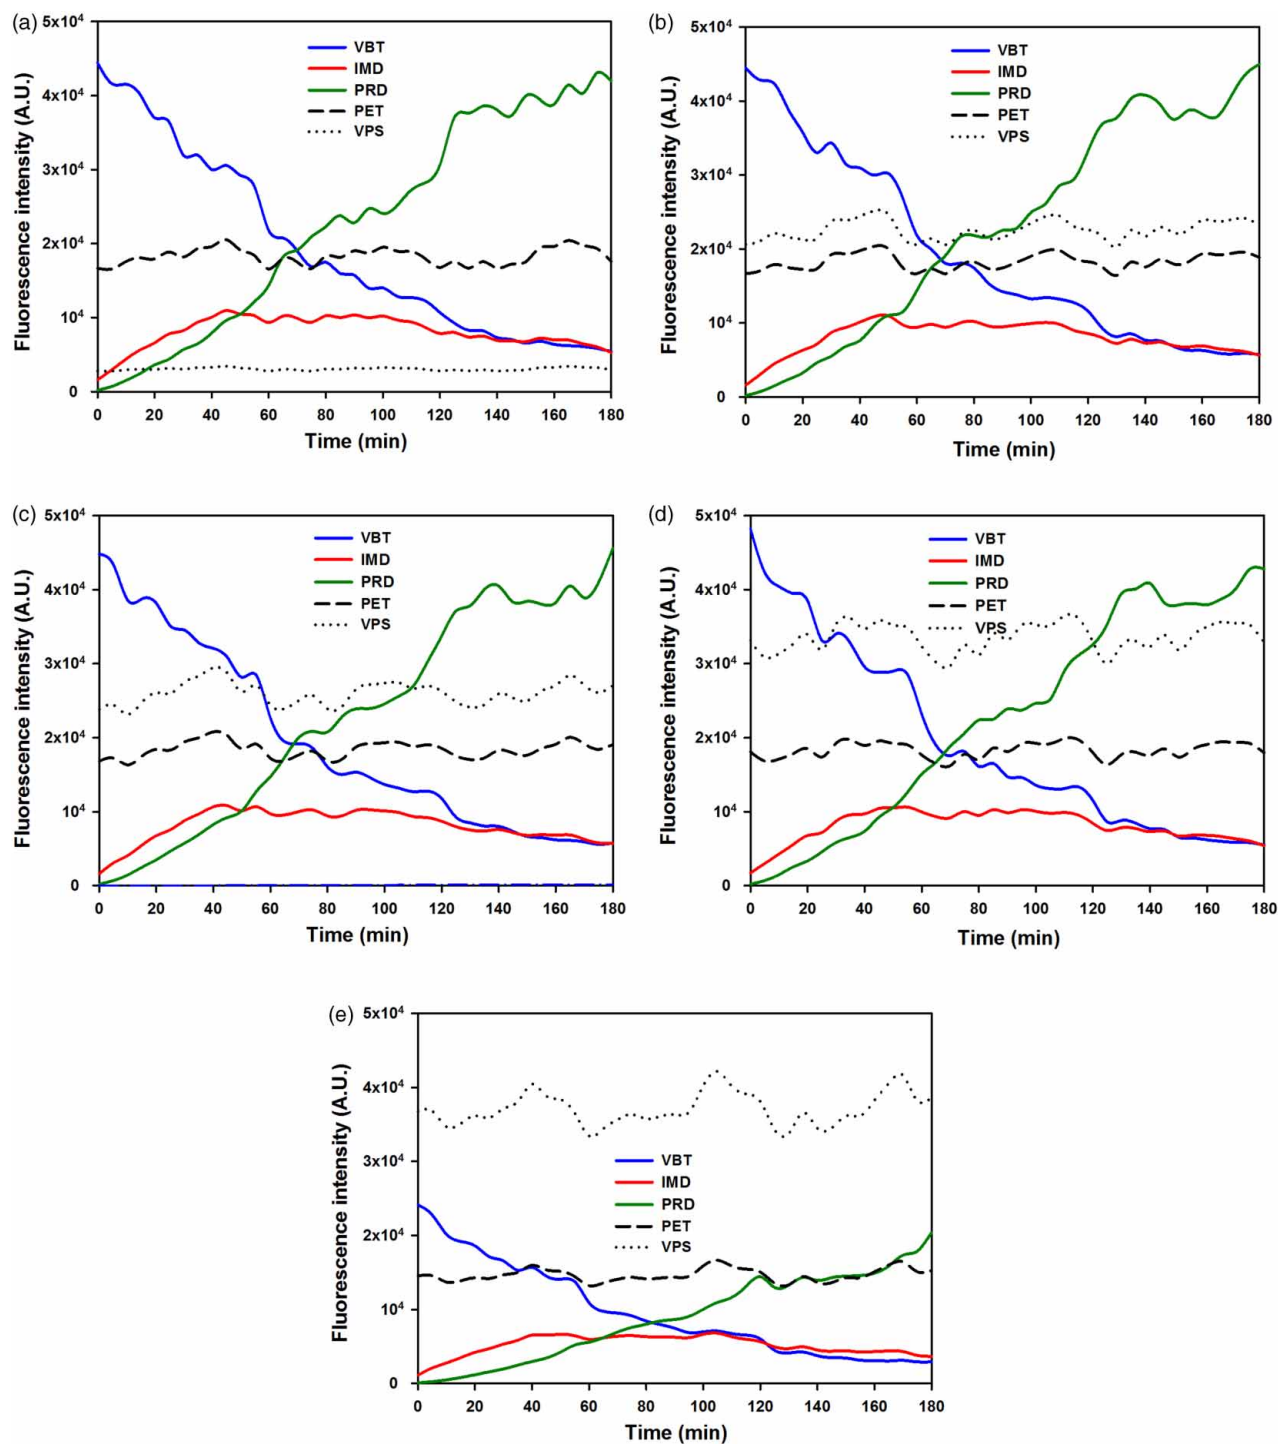 (a)
Fluorescence intensity (A.U.)
5x10⁴
4x10⁴
3x10⁴
2x10⁴
1x10⁴
0
VBT
IMD
PRD
PET
VPS
0 20 40 60 80 100 120 140 160 180
Time (min)
(b)
Fluorescence intensity (A.U.)
5x10⁴
4x10⁴
3x10⁴
2x10⁴
1x10⁴
0
VBT
IMD
PRD
PET
VPS
0 20 40 60 80 100 120 140 160 180
Time (min)
(c)
Fluorescence intensity (A.U.)
5x10⁴
4x10⁴
3x10⁴
2x10⁴
1x10⁴
0
VBT
IMD
PRD
PET
VPS
0 20 40 60 80 100 120 140 160 180
Time (min)
(d)
Fluorescence intensity (A.U.)
5x10⁴
4x10⁴
3x10⁴
2x10⁴
1x10⁴
0
VBT
IMD
PRD
PET
VPS
0 20 40 60 80 100 120 140 160 180
Time (min)
(e)
Fluorescence intensity (A.U.)
5x10⁴
4x10⁴
3x10⁴
2x10⁴
1x10⁴
0
VBT
IMD
PRD
PET
VPS
0 20 40 60 80 100 120 140 160 180
Time (min)